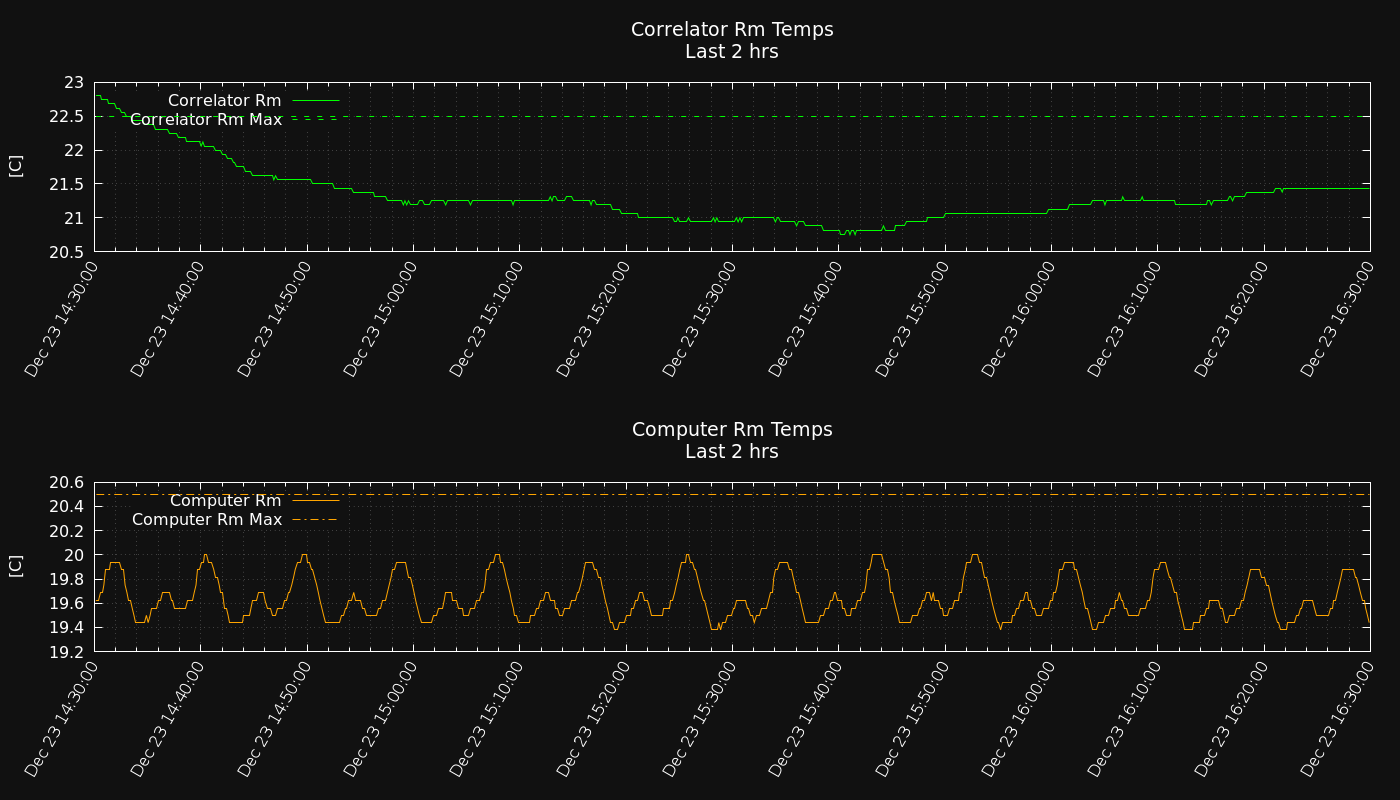 Correlator Rm Temps
Last 2 hrs
23
22.5
22
21.5
21
20.5
[C]
Correlator Rm
Correlator Rm Max
Dec 23 14:30:00
Dec 23 14:40:00
Dec 23 14:50:00
Dec 23 15:00:00
Dec 23 15:10:00
Dec 23 15:20:00
Dec 23 15:30:00
Dec 23 15:40:00
Dec 23 15:50:00
Dec 23 16:00:00
Dec 23 16:10:00
Dec 23 16:20:00
Dec 23 16:30:00
Computer Rm Temps
Last 2 hrs
20.6
20.4
20.2
20
19.8
19.6
19.4
19.2
[C]
Computer Rm
Computer Rm Max
Dec 23 14:30:00
Dec 23 14:40:00
Dec 23 14:50:00
Dec 23 15:00:00
Dec 23 15:10:00
Dec 23 15:20:00
Dec 23 15:30:00
Dec 23 15:40:00
Dec 23 15:50:00
Dec 23 16:00:00
Dec 23 16:10:00
Dec 23 16:20:00
Dec 23 16:30:00